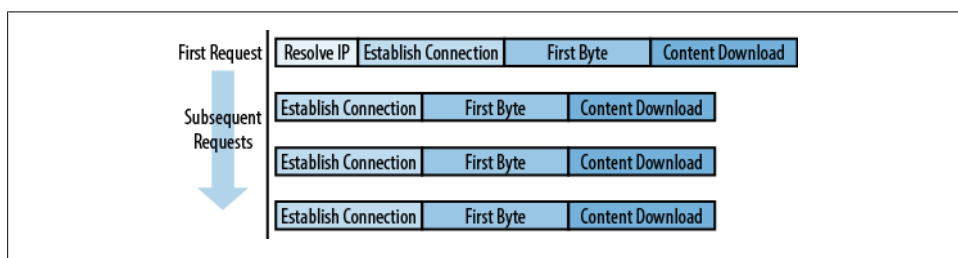 First Request Resolve IP Establish Connection First Byte Content Download
Subsequent Requests
Establish Connection First Byte Content Download
Establish Connection First Byte Content Download
Establish Connection First Byte Content Download